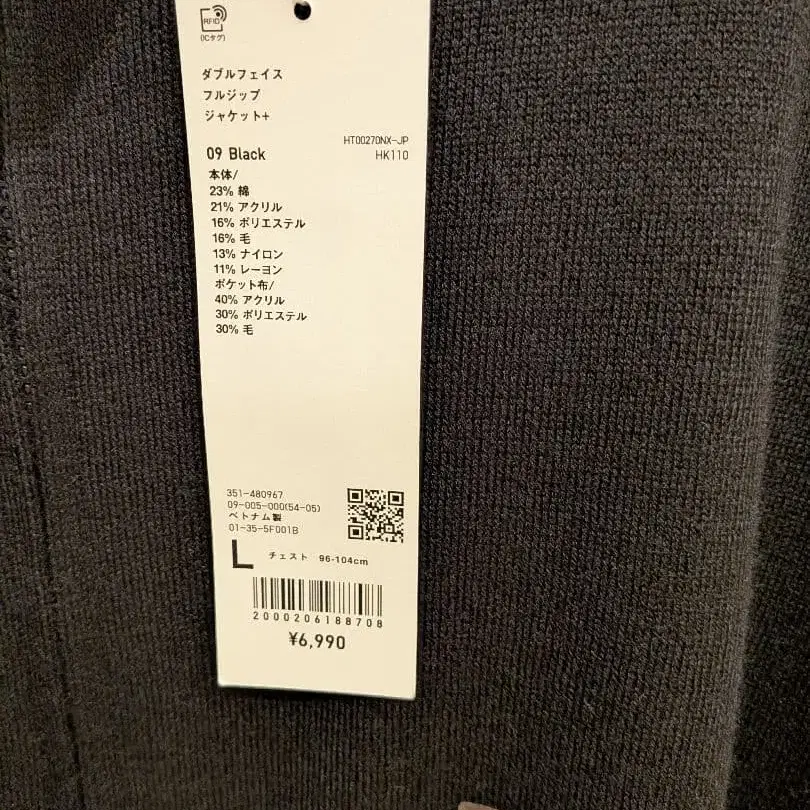 RFID
(ICタグ)
ダブルフェイス
フルジップ
ジャケット+
HT00270NX-JP
09 Black HK110
本体/
23% 綿
21% アクリル
16% ポリエステル
16% 毛
13% ナイロン
11% レーヨン
ポケット布/
40% アクリル
30% ポリエステル
30% 毛
351-480967
09-005-000(54-05)
ベトナム製
01-35-5F001B
L チェスト 96-104cm
2000206188708
¥6,990